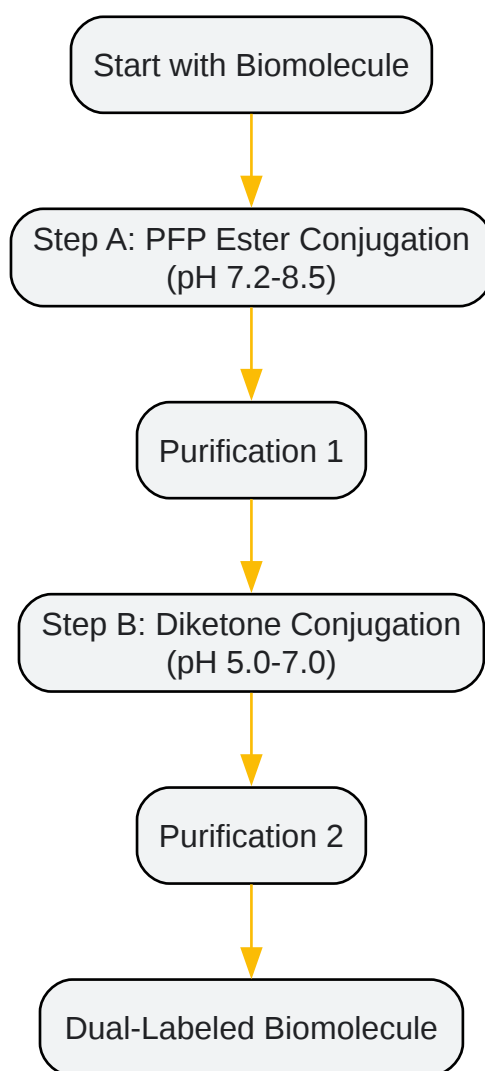 Start with Biomolecule
Step A: PFP Ester Conjugation
(pH 7.2-8.5)
Purification 1
Step B: Diketone Conjugation
(pH 5.0-7.0)
Purification 2
Dual-Labeled Biomolecule